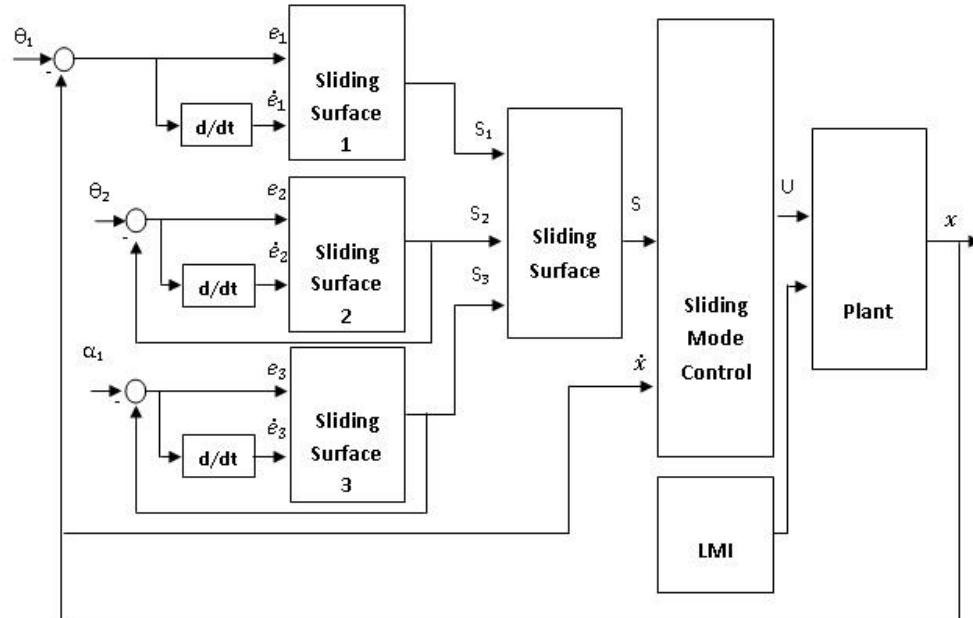 θ₁
-
e₁
ė₁
d/dt
Sliding
Surface
1
S₁
θ₂
-
e₂
ė₂
d/dt
Sliding
Surface
2
S₂
S₃
α₁
-
e₃
ė₃
d/dt
Sliding
Surface
3
Sliding
Surface
S
ẋ
Sliding
Mode
Control
LMI
U
Plant
x